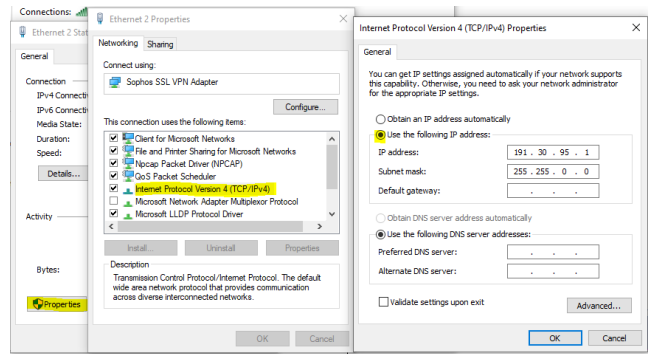 Connections:
Ethernet 2 Stat
General
Connection
IPv4 Connecti
IPv6 Connecti
Media State:
Duration:
Speed:
Details...
Activity
Bytes:
Properties
Ethernet 2 Properties
Networking Sharing
Connect using:
Sophos SSL VPN Adapter
Configure...
This connection uses the following items:
Client for Microsoft Networks
File and Printer Sharing for Microsoft Networks
Npcap Packet Driver (NPCAP)
QoS Packet Scheduler
Internet Protocol Version 4 (TCP/IPv4)
Microsoft Network Adapter Multiplexor Protocol
Microsoft LLDP Protocol Driver
Install... Uninstall Properties
Description
Transmission Control Protocol/Internet Protocol. The default
wide area network protocol that provides communication
across diverse interconnected networks.
OK Cancel
Internet Protocol Version 4 (TCP/IPv4) Properties
General
You can get IP settings assigned automatically if your network supports
this capability. Otherwise, you need to ask your network administrator
for the appropriate IP settings.
Obtain an IP address automatically
Use the following IP address:
IP address: 191 . 30 . 95 . 1
Subnet mask: 255 . 255 . 0 . 0
Default gateway: . . .
Obtain DNS server address automatically
Use the following DNS server addresses:
Preferred DNS server: . . .
Alternate DNS server: . . .
Validate settings upon exit
Advanced...
OK Cancel